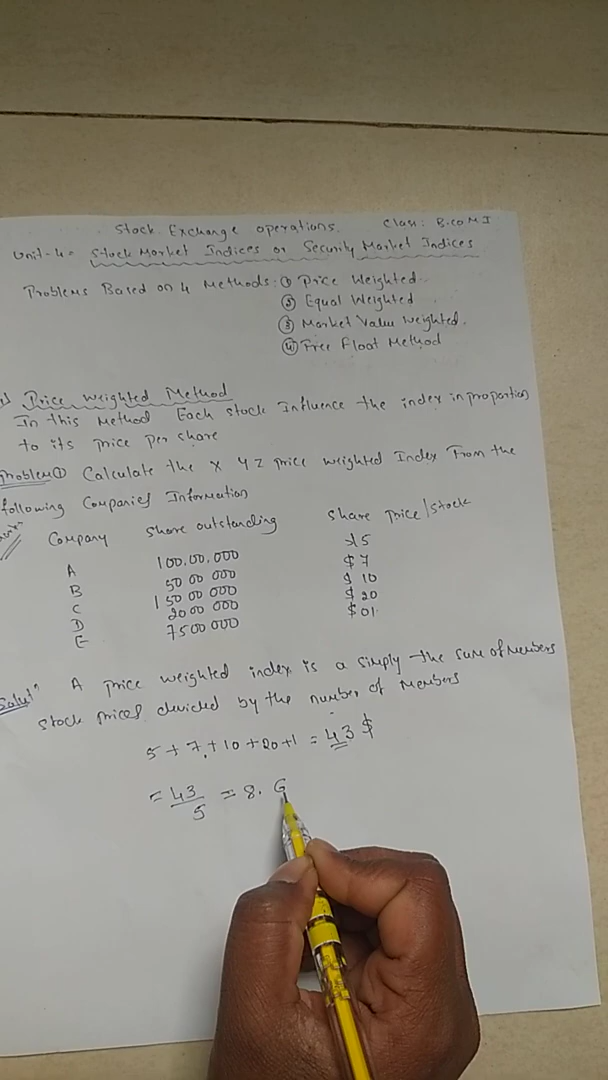 Stock Exchange operations. Class: B.com I
Unit-4= Stock Market Indices or Security Market Indices
Problems Based on 4 Methods: ① Price Weighted.
② Equal Weighted
③ Market Value Weighted.
④ Free Float Method
1) Price Weighted Method
In this Method Each stock Influence the index in proportion
to its price per share
Problem ① Calculate the X Y Z price weighted Index From the
following Companies Information
Company Share outstanding Share price/stock
A 100,00,000 $5
B 50 00 000 $7
C 1 50 00 000 $10
D 20 00 000 $20
E 7500 000 $01
Solut" A price weighted index is a simply the sum of Members
stock prices divided by the number of Members
5 + 7 + 10 + 20 + 1 = 43 $
= 43/5 = 8. 6